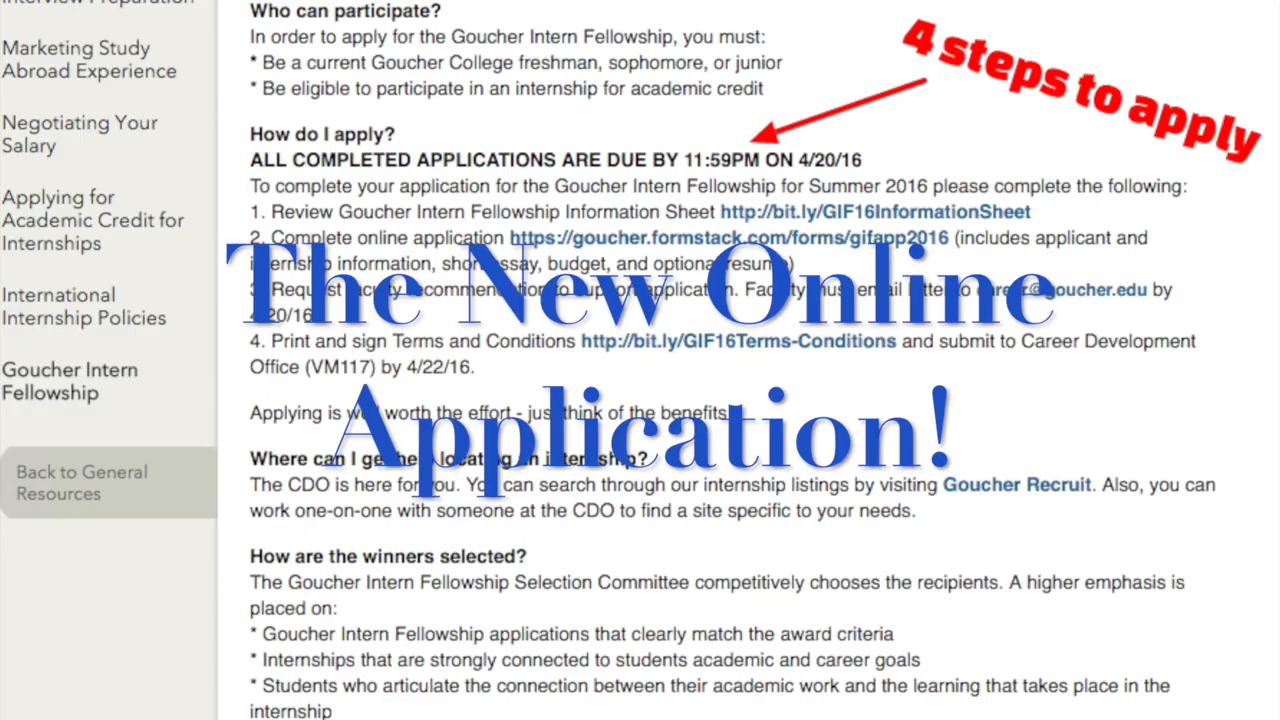 Interview Preparation
Marketing Study
Abroad Experience
Negotiating Your
Salary
Applying for
Academic Credit for
Internships
International
Internship Policies
Goucher Intern
Fellowship
Back to General
Resources
Who can participate?
In order to apply for the Goucher Intern Fellowship, you must:
* Be a current Goucher College freshman, sophomore, or junior
* Be eligible to participate in an internship for academic credit
4 steps to apply
How do I apply?
ALL COMPLETED APPLICATIONS ARE DUE BY 11:59PM ON 4/20/16
To complete your application for the Goucher Intern Fellowship for Summer 2016 please complete the following:
1. Review Goucher Intern Fellowship Information Sheet http://bit.ly/GIF16InformationSheet
2. Complete online application https://goucher.formstack.com/forms/gifapp2016 (includes applicant and
internship information, short essay, budget, and optional resume)
3. Request faculty recommendation to support application. Faculty must email letter to career@goucher.edu by
4/20/16
4. Print and sign Terms and Conditions http://bit.ly/GIF16Terms-Conditions and submit to Career Development
Office (VM117) by 4/22/16.
The New Online
Application!
Applying is well worth the effort - just think of the benefits.
Where can I get help locating an internship?
The CDO is here for you. You can search through our internship listings by visiting Goucher Recruit. Also, you can
work one-on-one with someone at the CDO to find a site specific to your needs.
How are the winners selected?
The Goucher Intern Fellowship Selection Committee competitively chooses the recipients. A higher emphasis is
placed on:
* Goucher Intern Fellowship applications that clearly match the award criteria
* Internships that are strongly connected to students academic and career goals
* Students who articulate the connection between their academic work and the learning that takes place in the
internship